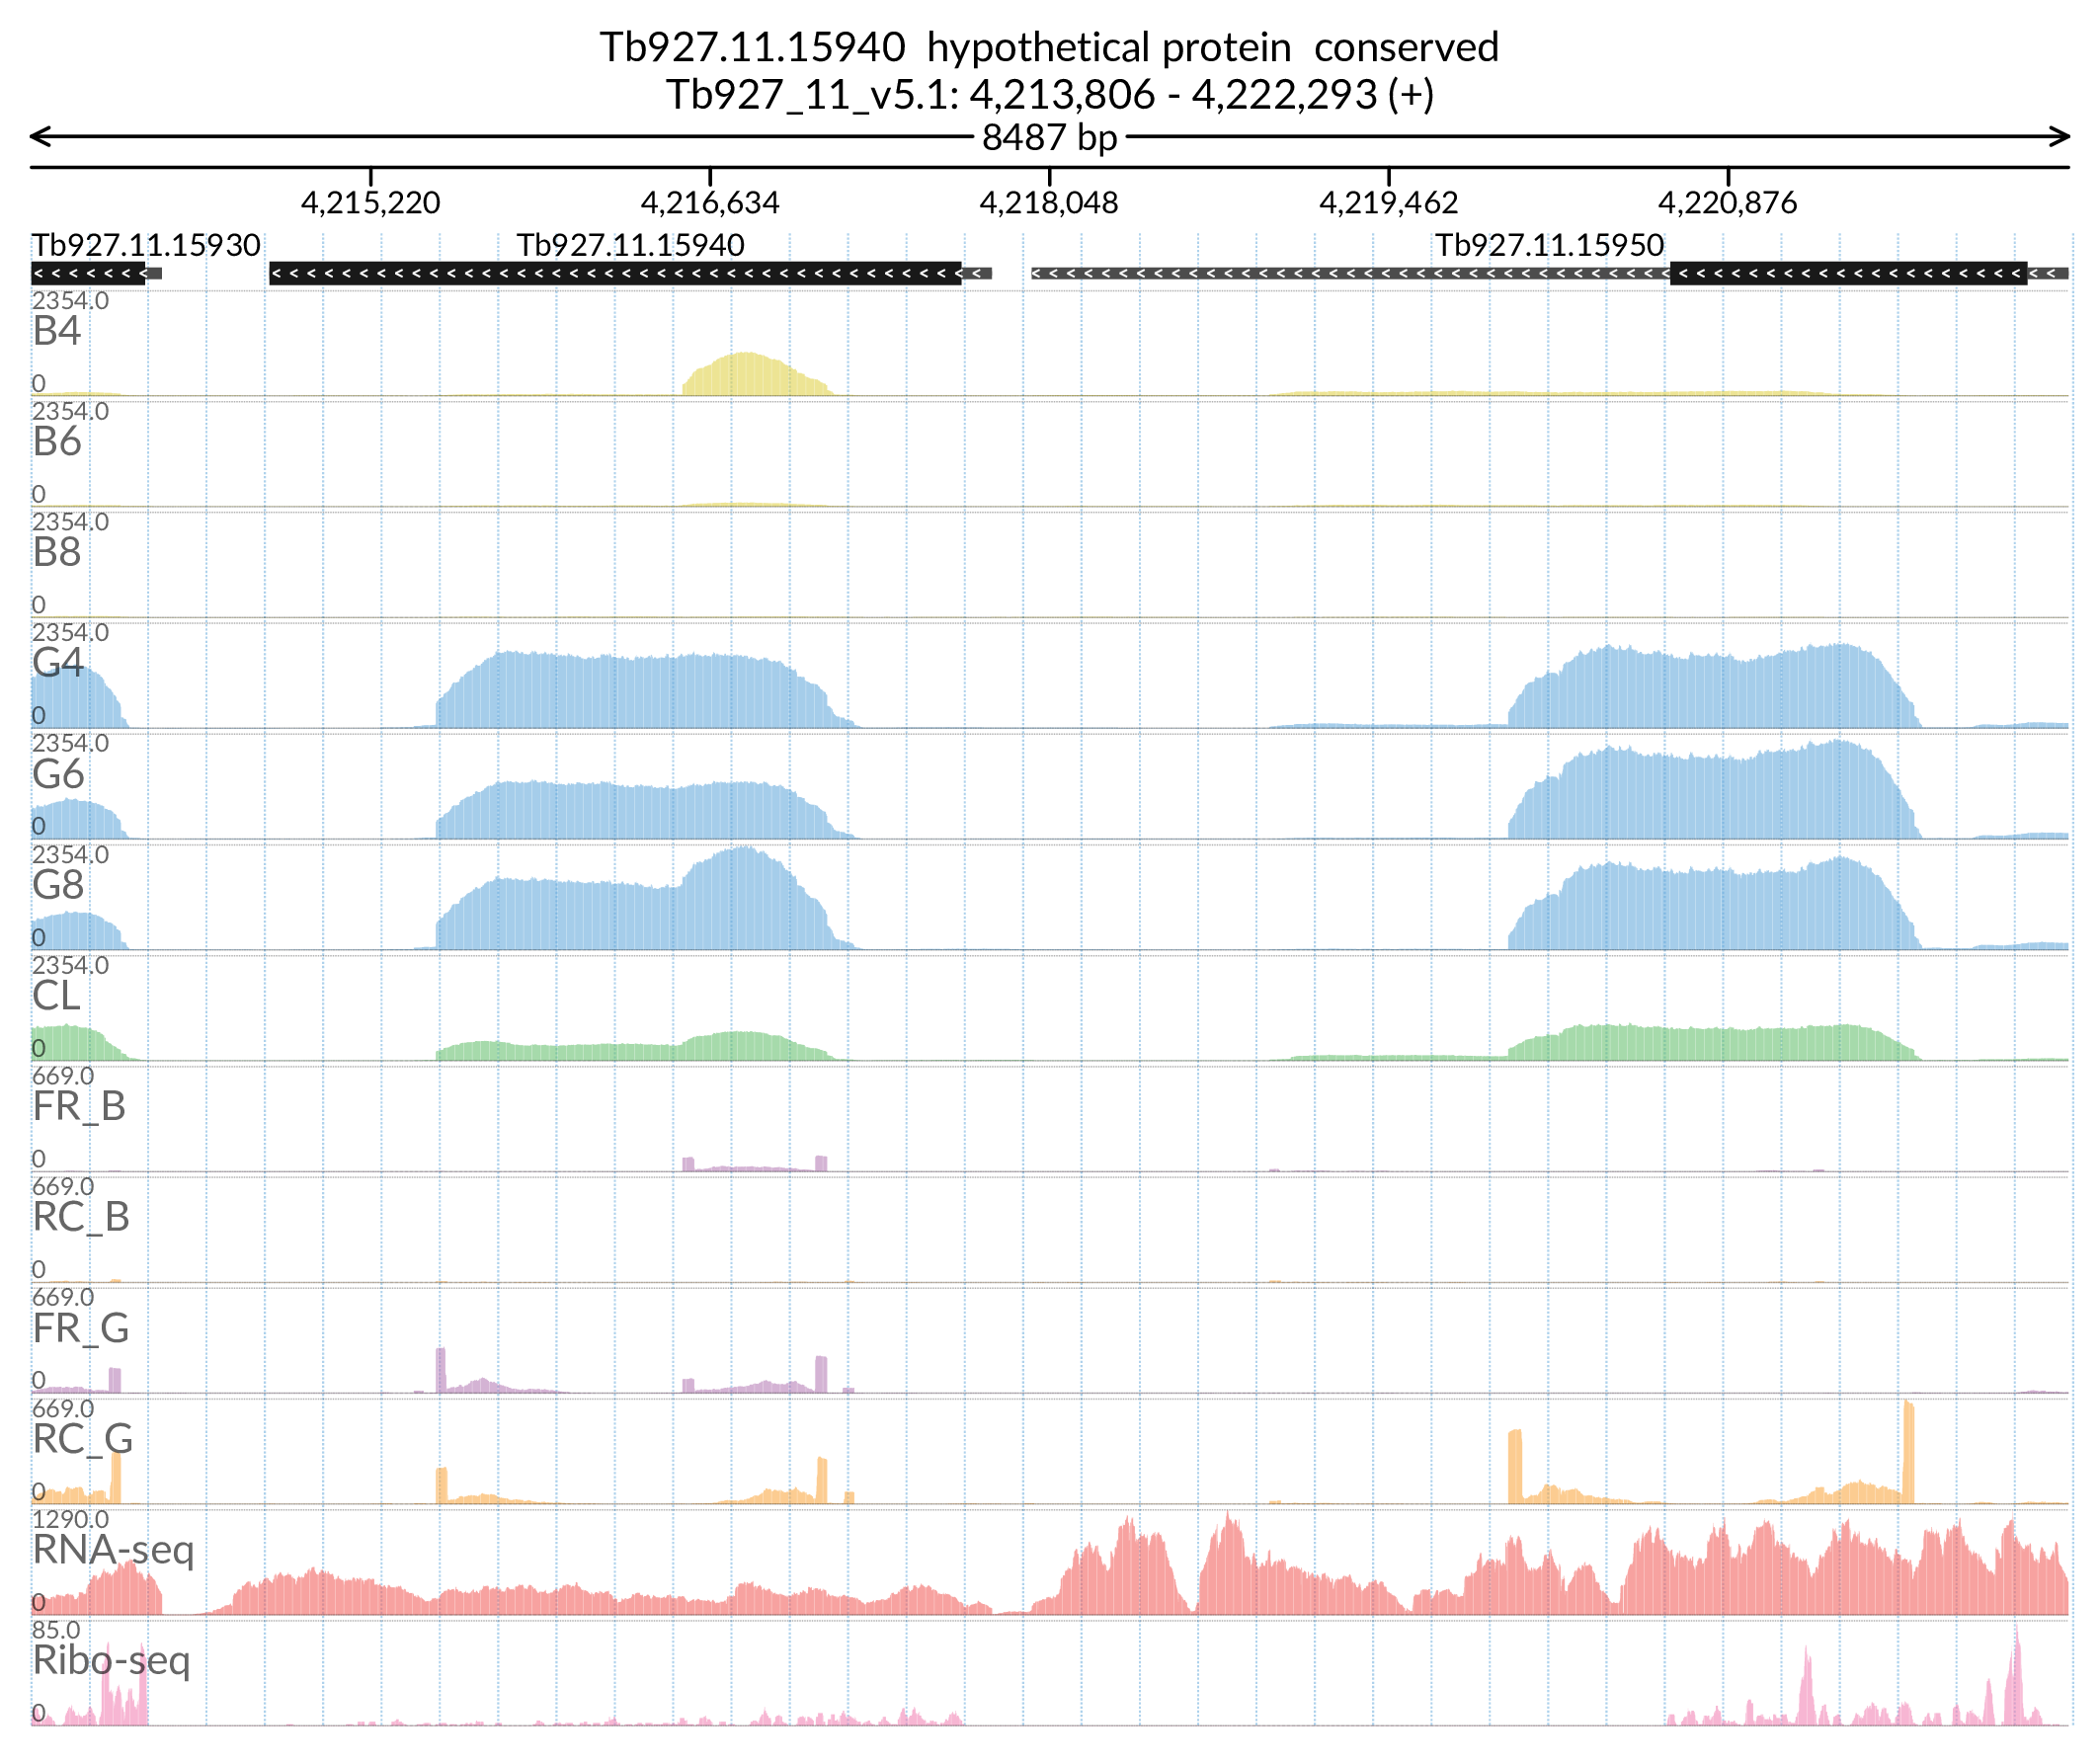 Tb927.11.15940 hypothetical protein conserved
Tb927_11_v5.1: 4,213,806 - 4,222,293 (+)
8487 bp
4,215,220 4,216,634 4,218,048 4,219,462 4,220,876
Tb927.11.15930 Tb927.11.15940 Tb927.11.15950
2354.0
B4
0
2354.0
B6
0
2354.0
B8
0
2354.0
G4
0
2354.0
G6
0
2354.0
G8
0
2354.0
CL
0
669.0
FR_B
0
669.0
RC_B
0
669.0
FR_G
0
669.0
RC_G
0
1290.0
RNA-seq
0
85.0
Ribo-seq
0